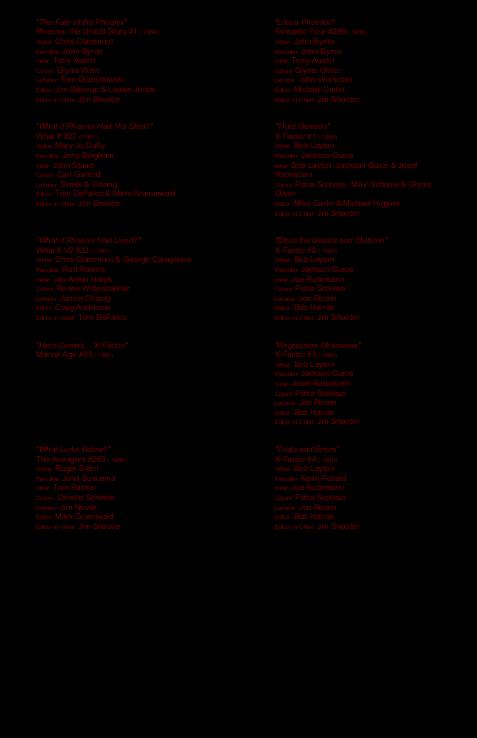 "The Fate of the Phoenix"
Phoenix: the Untold Story #1 (1984)
Writer: Chris Claremont
Penciller: John Byrne
Inker: Terry Austin
Colorist: Glynis Wein
Letterer: Tom Orzechowski
Editor: Jim Salicrup & Louise Jones
Editor-in-Chief: Jim Shooter
"What if Phoenix Had Not Died?"
What If #27 (1981)
Writer: Mary Jo Duffy
Penciller: Jerry Bingham
Inker: John Stuart
Colorist: Carl Gafford
Letterer: Simek & Chiang
Editor: Tom DeFalco & Mark Gruenwald
Editor-in-Chief: Jim Shooter
"What if Phoenix Had Lived?"
What If V2 #32 (1991)
Writer: Chris Claremont & George Caragonne
Penciller: Rod Ramos
Inker: Jan Anton Harps
Colorist: Renee Witterstaetter
Letterer: Janice Chiang
Editor: Craig Anderson
Editor-in-Chief: Tom DeFalco
"Here Comes... X-Factor"
Marvel Age #33 (1985)
"What Lurks Below?"
The Avengers #263 (1986)
Writer: Roger Stern
Penciller: John Buscema
Inker: Tom Palmer
Colorist: Christie Scheele
Letterer: Jim Novak
Editor: Mark Gruenwald
Editor-in-Chief: Jim Shooter
"Like a Phoenix!"
Fantastic Four #286 (1986)
Writer: John Byrne
Penciller: John Byrne
Inker: Terry Austin
Colorist: Glynis Oliver
Letterer: John Workman
Editor: Michael Carlin
Editor-in-Chief: Jim Shooter
"Third Genesis"
X-Factor #1 (1986)
Writer: Bob Layton
Penciller: Jackson Guice
Inker: Bob Layton, Jackson Guice & Josef
Rubinstein
Colorist: Petra Scotese, 'Max' Scheele & Glynis
Oliver
Editor: Mike Carlin & Michael Higgins
Editor-in-Chief: Jim Shooter
"Bless the Beasts and Children"
X-Factor #2 (1986)
Writer: Bob Layton
Penciller: Jackson Guice
Inker: Joe Rubinstein
Colorist: Petra Scotese
Letterer: Joe Rosen
Editor: Bob Harras
Editor-in-Chief: Jim Shooter
"Regression Obsession"
X-Factor #3 (1986)
Writer: Bob Layton
Penciller: Jackson Guice
Inker: Josef Rubinstein
Colorist: Petra Scotese
Letterer: Joe Rosen
Editor: Bob Harras
Editor-in-Chief: Jim Shooter
"Trials and Errors"
X-Factor #4 (1986)
Writer: Bob Layton
Penciller: Keith Pollard
Inker: Joe Rubinstein
Colorist: Petra Scotese
Letterer: Joe Rosen
Editor: Bob Harras
Editor-in-Chief: Jim Shooter